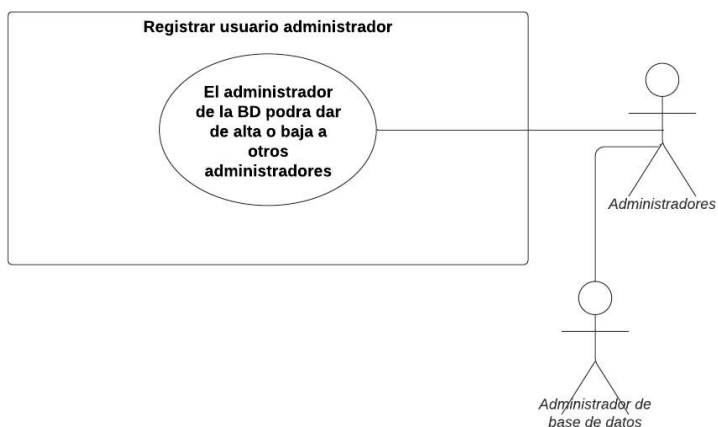 Registrar usuario administrador
El administrador
de la BD podra dar
de alta o baja a
otros
administradores
Administradores
Administrador de
base de datos